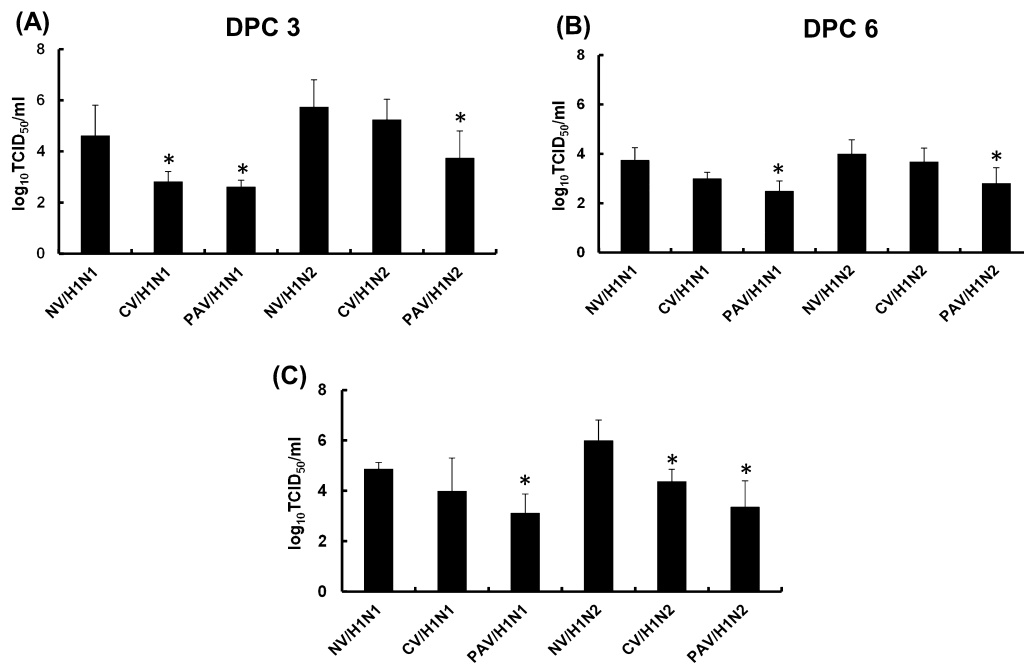 (A)
DPC 3
8
6
4
2
0
log₁₀TCID₅₀/ml
*
*
*
NV/H1N1
CV/H1N1
PAV/H1N1
NV/H1N2
CV/H1N2
PAV/H1N2
(B)
DPC 6
8
6
4
2
0
log₁₀TCID₅₀/ml
*
*
NV/H1N1
CV/H1N1
PAV/H1N1
NV/H1N2
CV/H1N2
PAV/H1N2
(C)
8
6
4
2
0
log₁₀TCID₅₀/ml
*
*
*
NV/H1N1
CV/H1N1
PAV/H1N1
NV/H1N2
CV/H1N2
PAV/H1N2